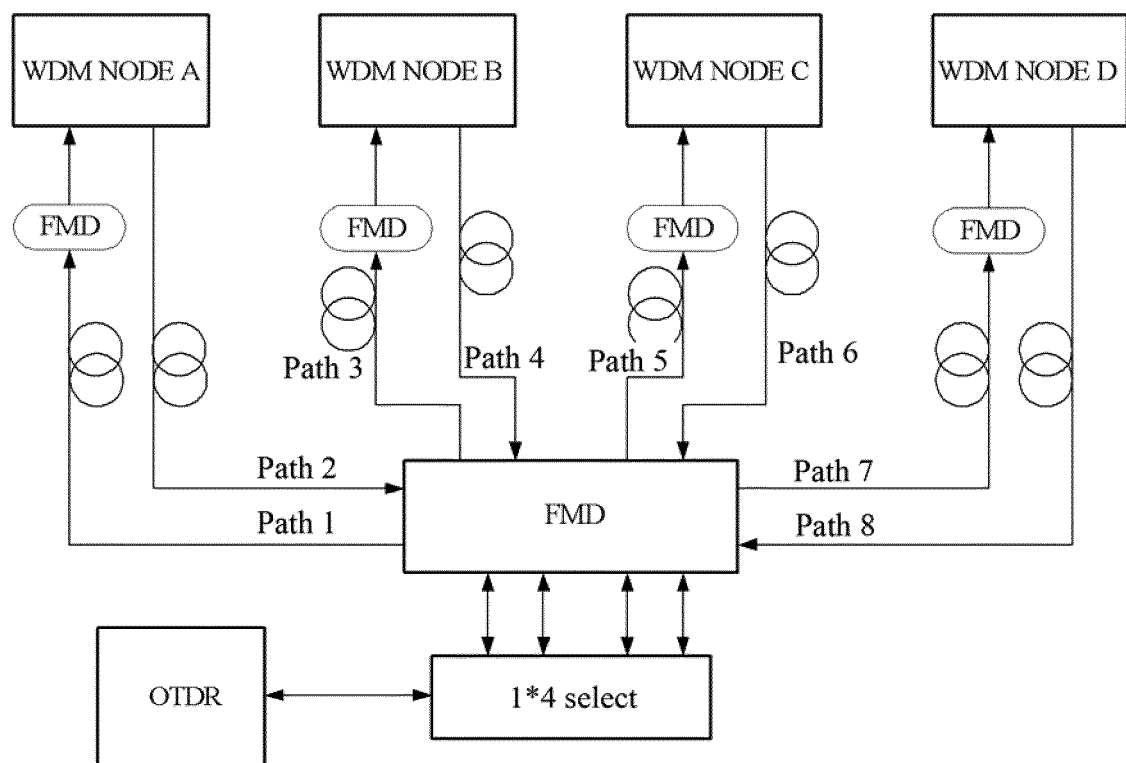 WDM NODE A
WDM NODE B
WDM NODE C
WDM NODE D
FMD
FMD
FMD
FMD
Path 3
Path 4
Path 5
Path 6
Path 2
Path 7
FMD
Path 1
Path 8
OTDR
1*4 select